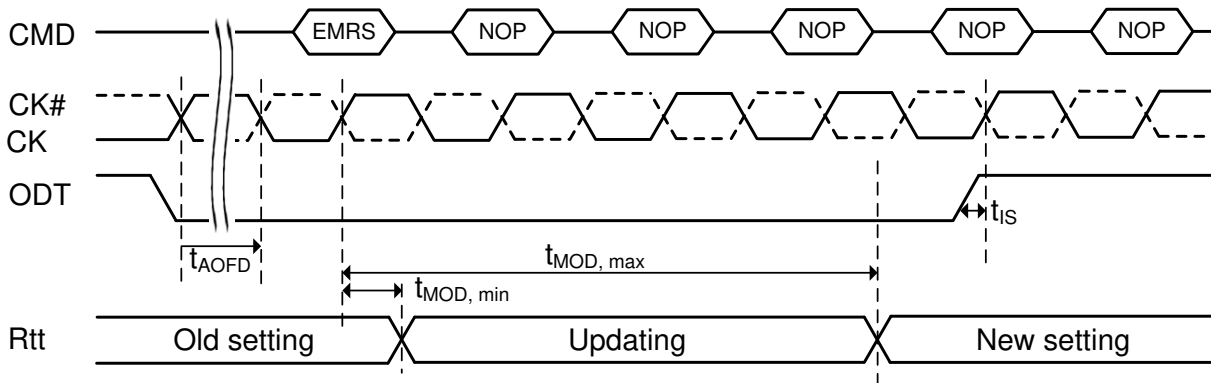 CMD EMRS NOP NOP NOP NOP NOP
CK#
CK
ODT
tIS
tAOFD
tMOD, max
tMOD, min
Rtt Old setting Updating New setting